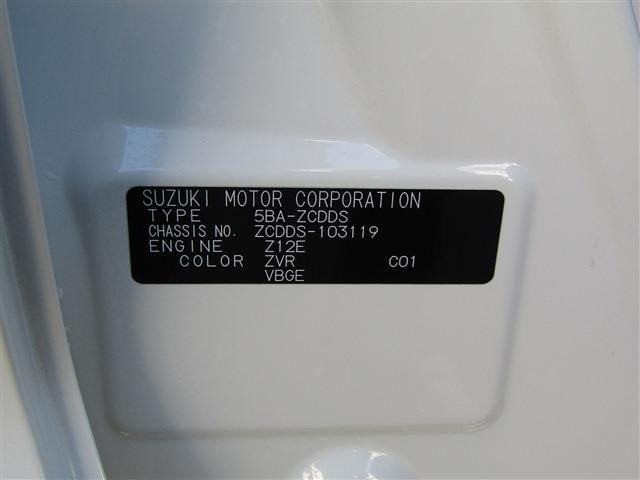 SUZUKI MOTOR CORPORATION
TYPE 5BA-ZCDDS
CHASSIS NO. ZCDDS-103119
ENGINE Z12E
COLOR ZVR C01
VBGE